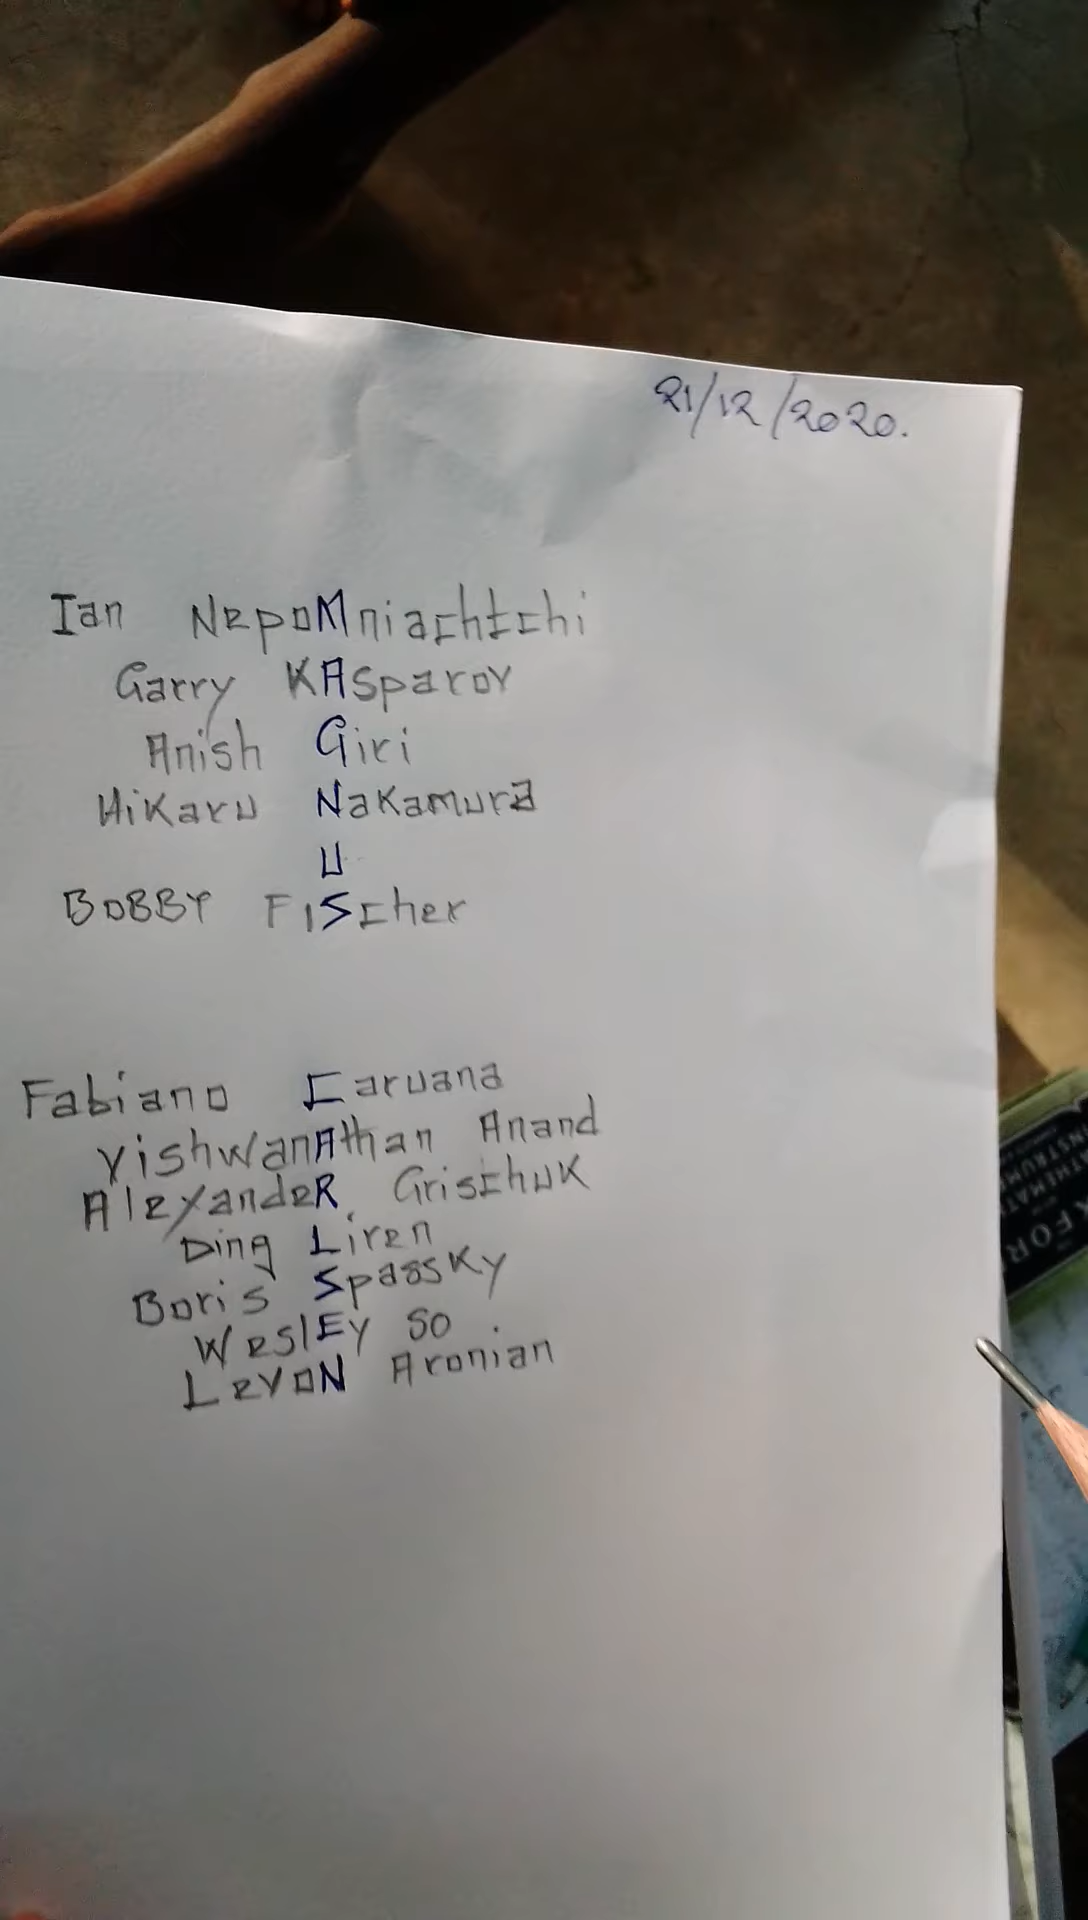 21/12/2020.
Ian NepoMniachtchi
Garry KAsparov
Anish Giri
Hikaru Nakamura
U
BOBBY FISCher
Fabiano Caruana
VishwanAthan Anand
AlexandeR Grischuk
Ding Liren
Boris Spassky
WeslEy so
LevoN Aronian
FOR